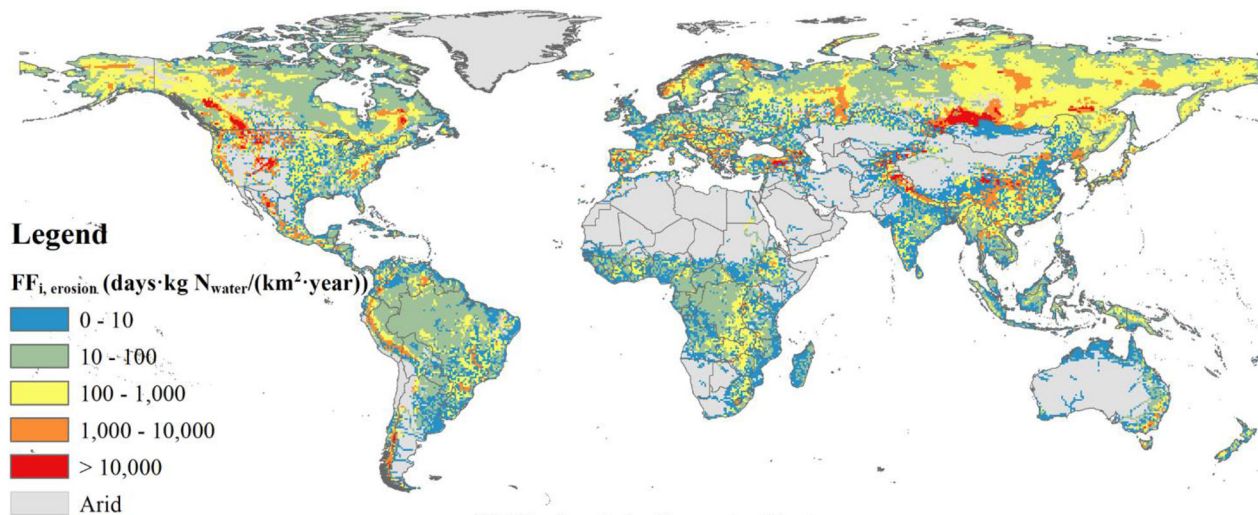 Legend
FFi, erosion (days·kg Nwater/(km²·year))
0 - 10
10 - 100
100 - 1,000
1,000 - 10,000
> 10,000
Arid